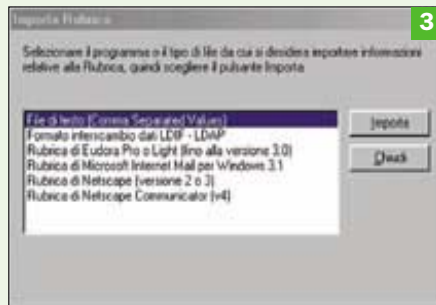 Importa Rubrica
3
Selezionare il programma o il tipo di file da cui si desidera importare informazioni
relative alla Rubrica, quindi scegliere il pulsante Importa
File di testo (Comma Separated Values)
Formato interscambio dati LDIF - LDAP
Rubrica di Eudora Pro o Light (fino alla versione 3.0)
Rubrica di Microsoft Internet Mail per Windows 3.1
Rubrica di Netscape (versione 2 o 3)
Rubrica di Netscape Communicator (v4)
Importa
Chiudi